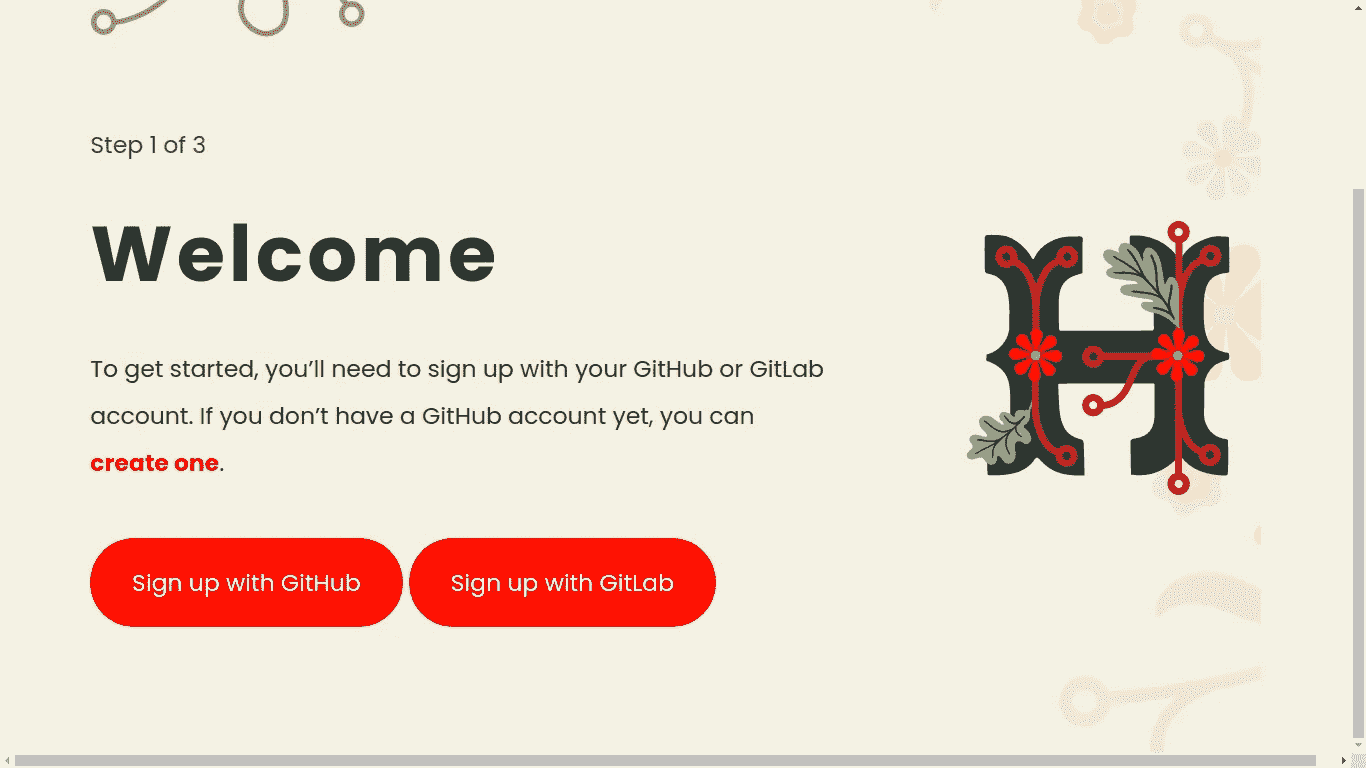 Step 1 of 3
Welcome
To get started, you’ll need to sign up with your GitHub or GitLab
account. If you don’t have a GitHub account yet, you can
create one.
Sign up with GitHub
Sign up with GitLab
H